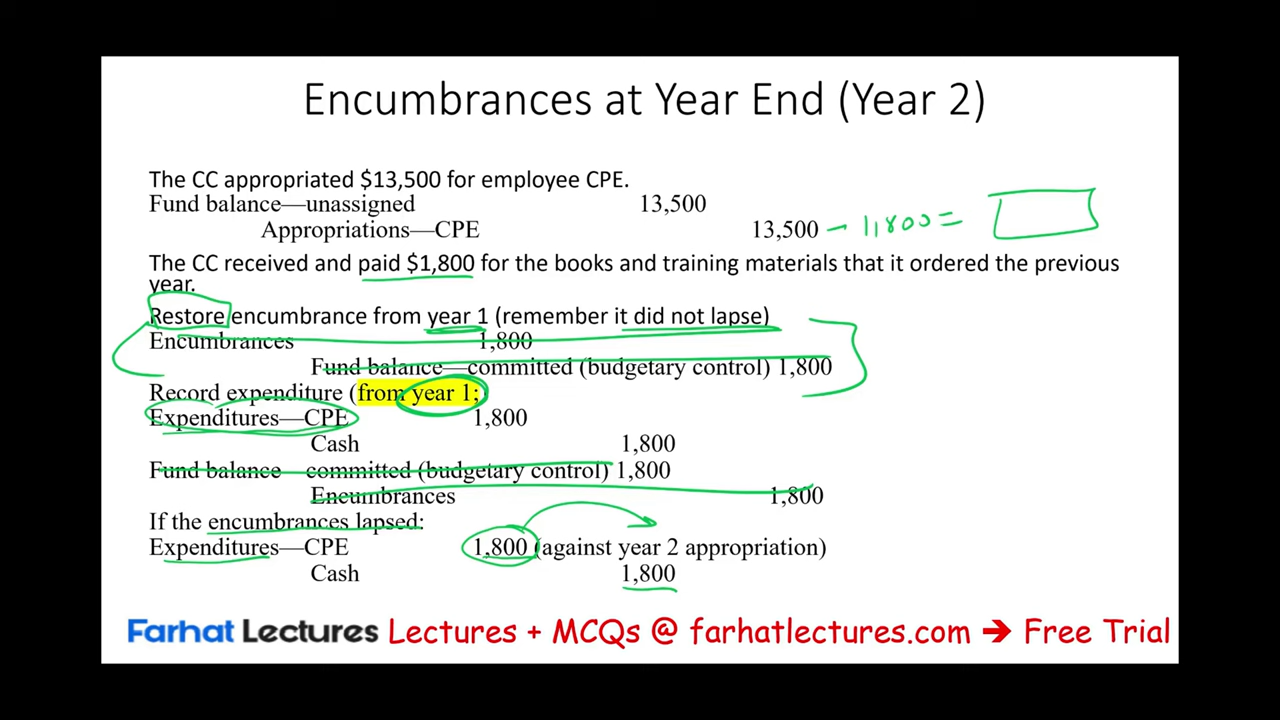 Encumbrances at Year End (Year 2)
The CC appropriated $13,500 for employee CPE.
Fund balance—unassigned 13,500
Appropriations—CPE 13,500 - 1,800 =
The CC received and paid $1,800 for the books and training materials that it ordered the previous
year.
Restore encumbrance from year 1 (remember it did not lapse)
Encumbrances 1,800
Fund balance—committed (budgetary control) 1,800
Record expenditure (from year 1;
Expenditures—CPE 1,800
Cash 1,800
Fund balance—committed (budgetary control) 1,800
Encumbrances 1,800
If the encumbrances lapsed:
Expenditures—CPE 1,800 (against year 2 appropriation)
Cash 1,800
Farhat Lectures Lectures + MCQs @ farhatlectures.com → Free Trial